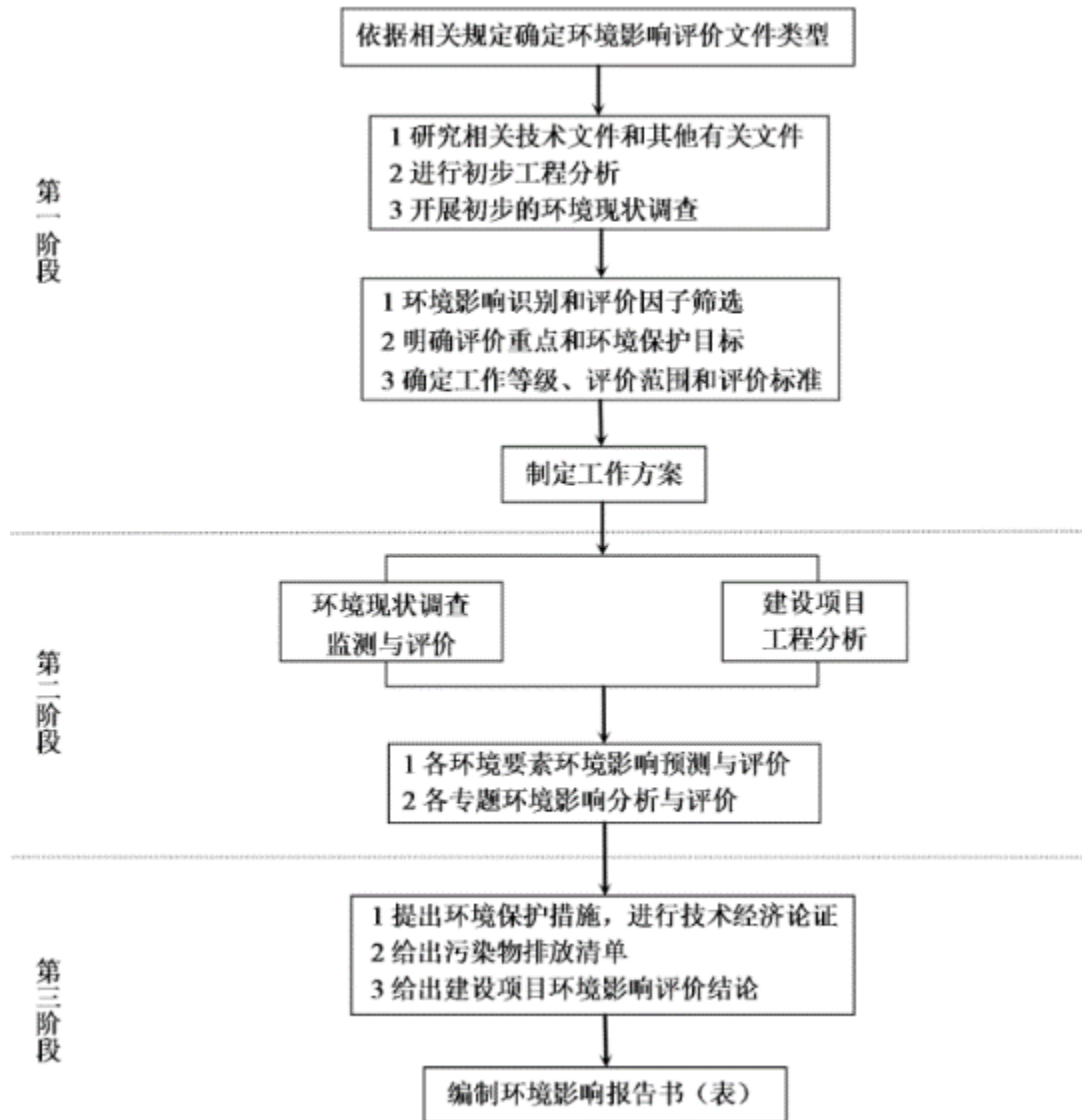 依据相关规定确定环境影响评价文件类型
1 研究相关技术文件和其他有关文件
2 进行初步工程分析
3 开展初步的环境现状调查
第一阶段
1 环境影响识别和评价因子筛选
2 明确评价重点和环境保护目标
3 确定工作等级、评价范围和评价标准
制定工作方案
环境现状调查
监测与评价
建设项目
工程分析
第二阶段
1 各环境要素环境影响预测与评价
2 各专题环境影响分析与评价
1 提出环境保护措施，进行技术经济论证
2 给出污染物排放清单
3 给出建设项目环境影响评价结论
第三阶段
编制环境影响报告书（表）